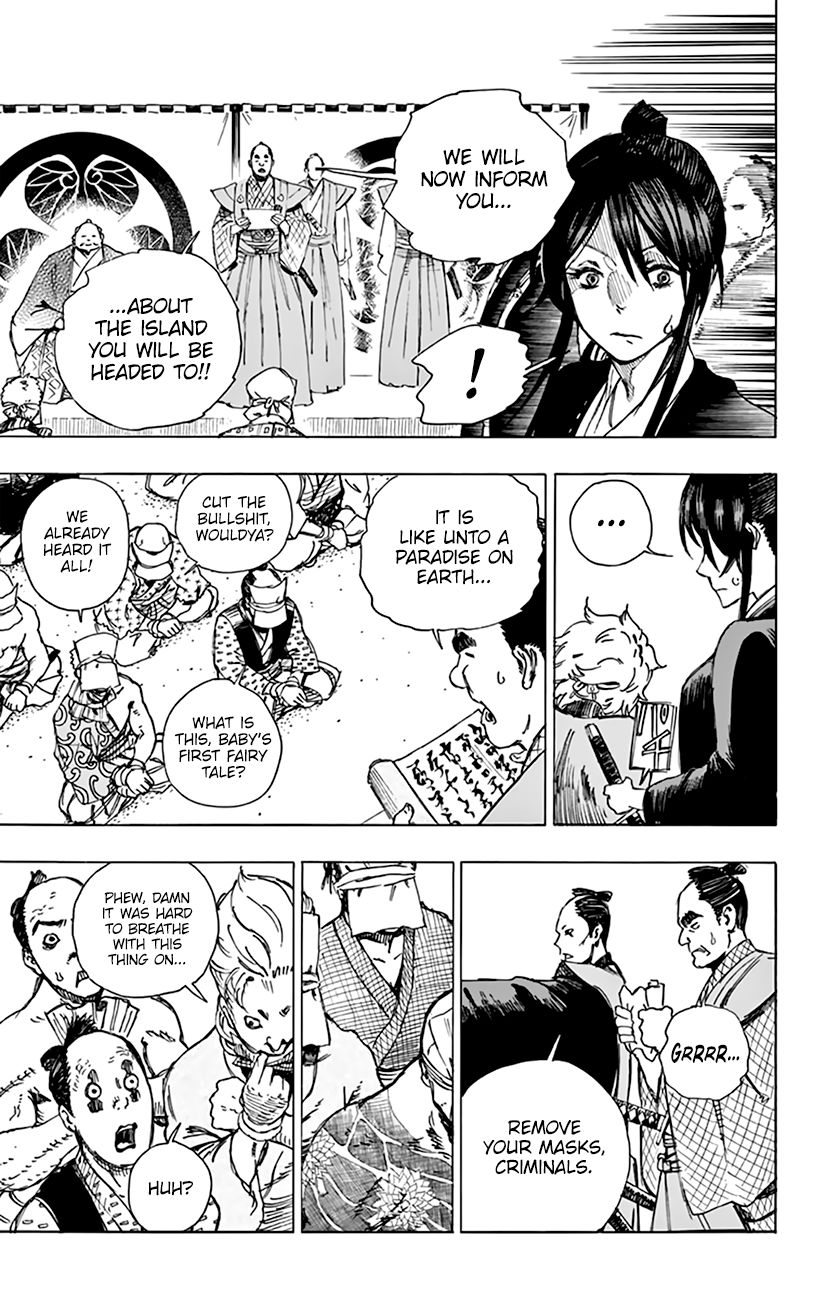 WE WILL
NOW INFORM
YOU...
...ABOUT
THE ISLAND
YOU WILL BE
HEADED TO!!
!
...
IT IS
LIKE UNTO A
PARADISE ON
EARTH...
CUT THE
BULLSHIT,
WOULDYA?
WE
ALREADY
HEARD IT
ALL!
WHAT IS
THIS, BABY'S
FIRST FAIRY
TALE?
GRRRR...
REMOVE
YOUR MASKS,
CRIMINALS.
PHEW, DAMN
IT WAS HARD
TO BREATHE
WITH THIS
THING ON...
HUH?